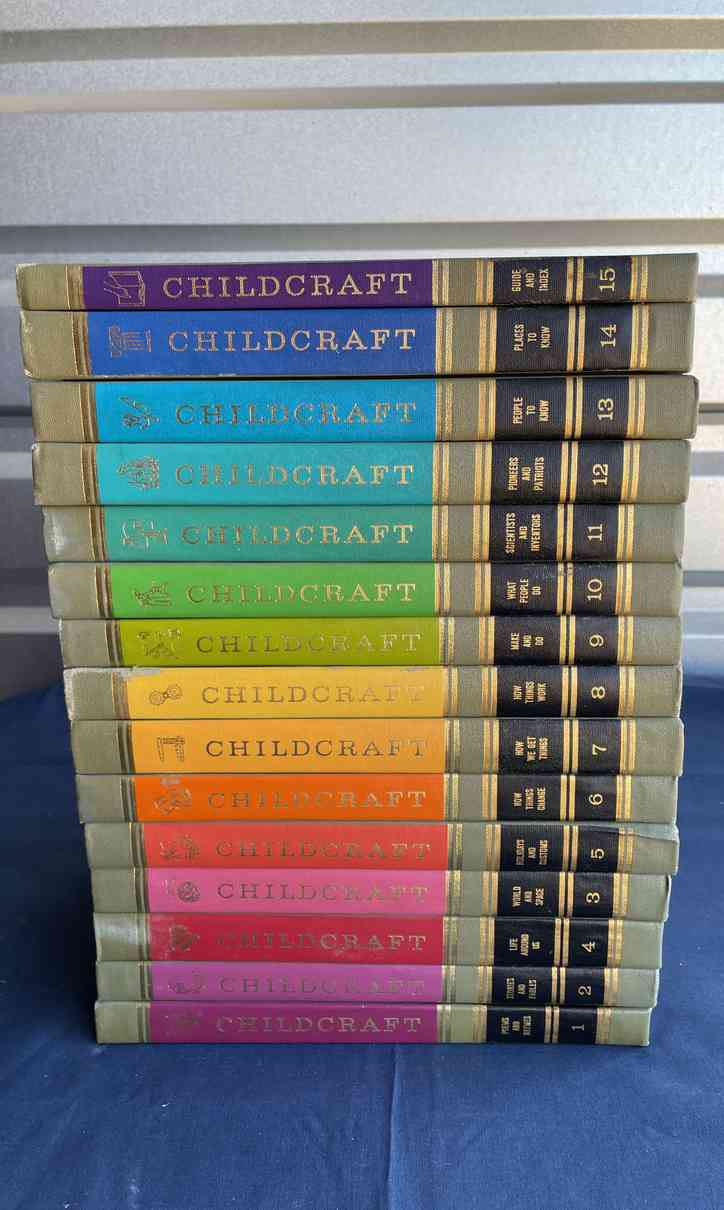 CHILDCRAFT
GUIDE
AND
INDEX
15
CHILDCRAFT
PLACES
TO
KNOW
14
CHILDCRAFT
PEOPLE
TO
KNOW
13
CHILDCRAFT
PIONEERS
AND
PATRIOTS
12
CHILDCRAFT
SCIENTISTS
AND
INVENTORS
11
CHILDCRAFT
WHAT
PEOPLE
DO
10
CHILDCRAFT
MAKE
AND
DO
9
CHILDCRAFT
HOW
THINGS
WORK
8
CHILDCRAFT
HOW
WE GET
THINGS
7
CHILDCRAFT
HOW
THINGS
CHANGE
6
CHILDCRAFT
HOLIDAYS
AND
CUSTOMS
5
CHILDCRAFT
WORLD
AND
SPACE
3
CHILDCRAFT
LIFE
AROUND
US
4
CHILDCRAFT
STORIES
AND
FABLES
2
CHILDCRAFT
POEMS
AND
RHYMES
1